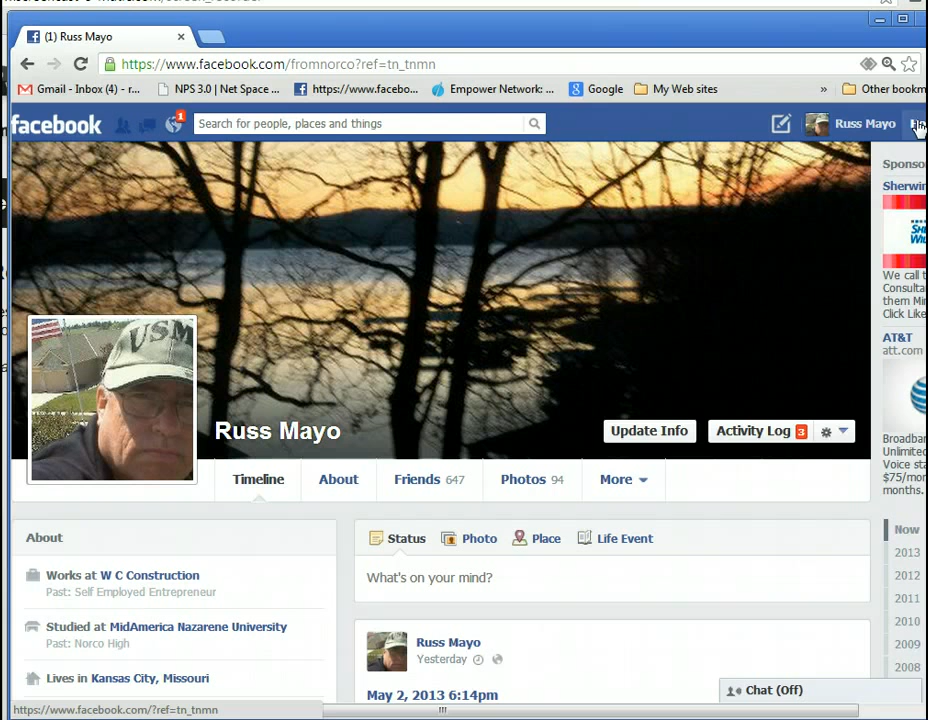 (1) Russ Mayo
https://www.facebook.com/fromnorco?ref=tn_tnmn
Gmail - Inbox (4) - r...
NPS 3.0 | Net Space ...
https://www.facebo...
Empower Network: ...
Google
My Web sites
»
Other bookm
facebook
1
Search for people, places and things
Russ Mayo
Sponso
Sherwin
We call t
Consulta
them Min
Click Like
AT&T
att.com
Broadban
Unlimited
Voice sta
$75/mor
months.
USM
Russ Mayo
Update Info
Activity Log 3
Timeline
About
Friends 647
Photos 94
More
About
Works at W C Construction
Past: Self Employed Entrepreneur
Studied at MidAmerica Nazarene University
Past: Norco High
Lives in Kansas City, Missouri
Status
Photo
Place
Life Event
What's on your mind?
Russ Mayo
Yesterday
May 2, 2013 6:14pm
Now
2013
2012
2011
2010
2009
2008
Chat (Off)
https://www.facebook.com/?ref=tn_tnmn